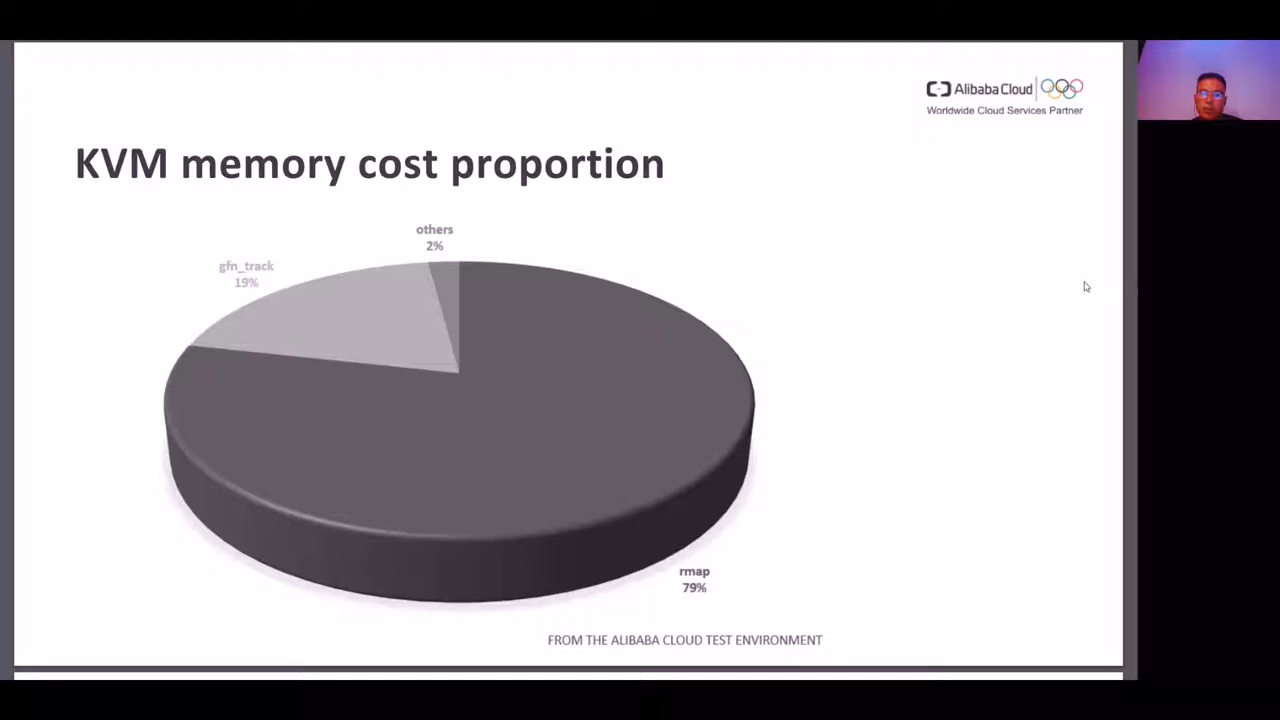 Alibaba Cloud
Worldwide Cloud Services Partner
KVM memory cost proportion
others
2%
gfn_track
19%
rmap
79%
FROM THE ALIBABA CLOUD TEST ENVIRONMENT